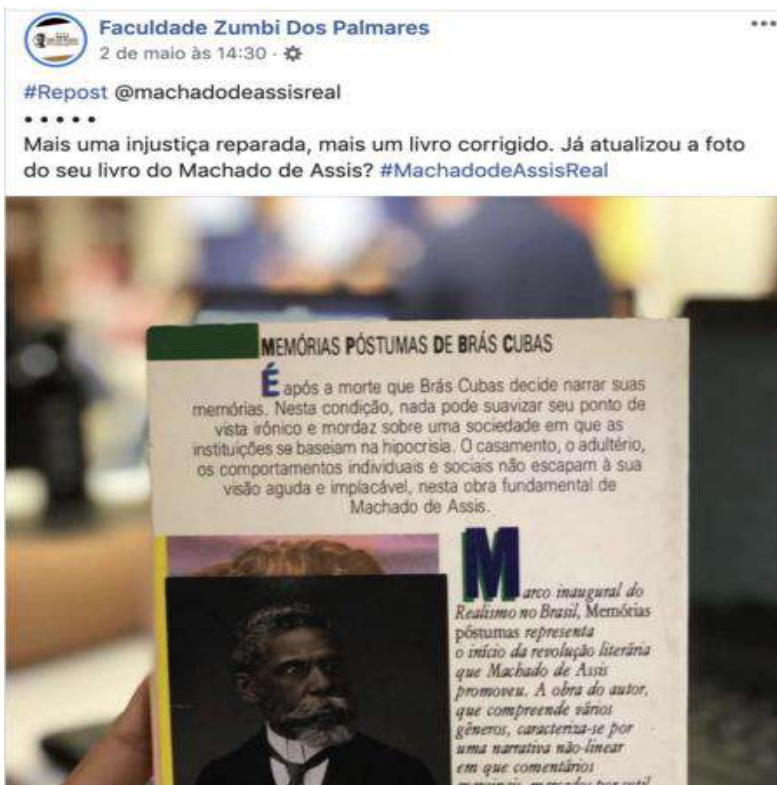 Faculdade Zumbi Dos Palmares
2 de maio às 14:30 ·
#Repost @machadodeassisreal
• • • • •
Mais uma injustiça reparada, mais um livro corrigido. Já atualizou a foto
do seu livro do Machado de Assis? #MachadodeAssisReal
MEMÓRIAS PÓSTUMAS DE BRÁS CUBAS
É após a morte que Brás Cubas decide narrar suas
memórias. Nesta condição, nada pode suavizar seu ponto de
vista irônico e mordaz sobre uma sociedade em que as
instituições se baseiam na hipocrisia. O casamento, o adultério,
os comportamentos individuais e sociais não escapam à sua
visão aguda e implacável, nesta obra fundamental de
Machado de Assis.
Marco inaugural do
Realismo no Brasil, Memórias
póstumas representa
o início da revolução literária
que Machado de Assis
promoveu. A obra do autor,
que compreende vários
gêneros, caracteriza-se por
uma narrativa não-linear
em que comentários